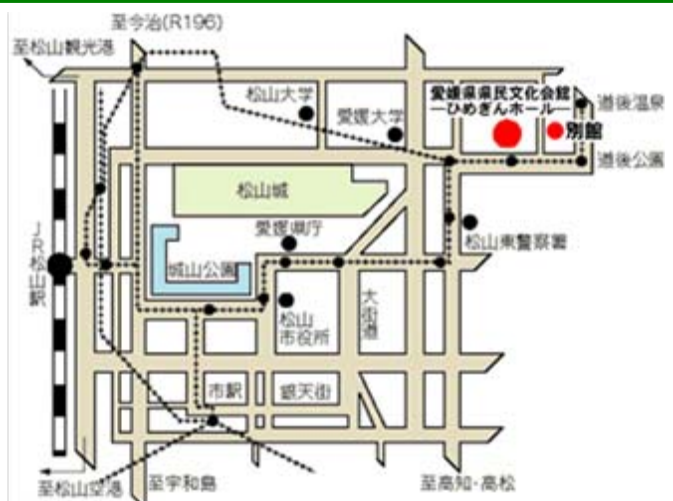 至今治(R196)
至松山観光港
松山大学
愛媛大学
愛媛県県民文化会館
―ひめぎんホール―
別館
道後温泉
道後公園
松山城
愛媛県庁
松山東警察署
JR松山駅
城山公園
松山
市役所
大街道
市駅
銀天街
至松山空港
至宇和島
至高知・高松